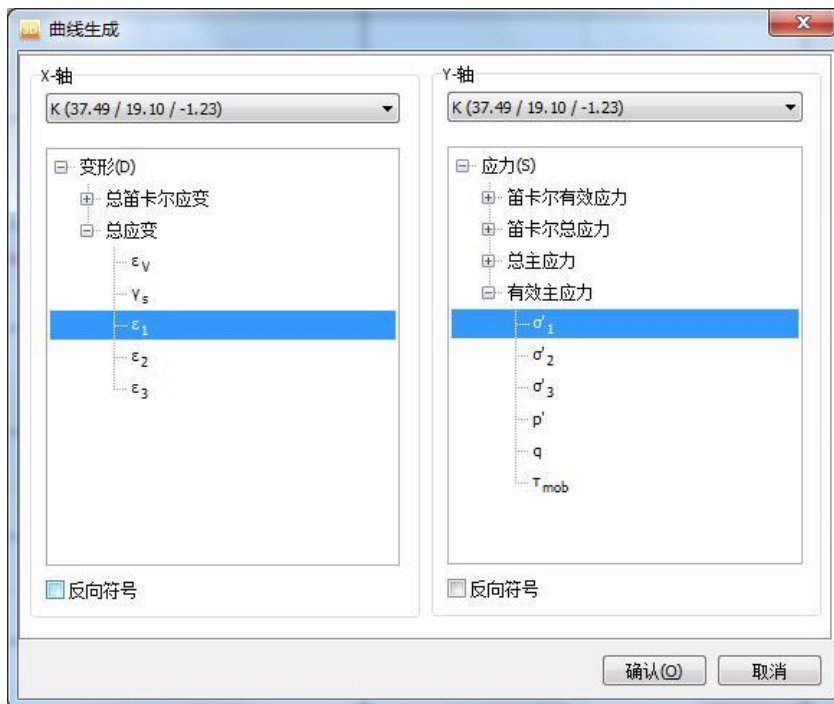 3D 曲线生成
X-轴
K (37.49 / 19.10 / -1.23)
变形(D)
总笛卡尔应变
总应变
εV
γs
ε1
ε2
ε3
反向符号
Y-轴
K (37.49 / 19.10 / -1.23)
应力(S)
笛卡尔有效应力
笛卡尔总应力
总主应力
有效主应力
σ'1
σ'2
σ'3
p'
q
τmob
反向符号
确认(O)
取消